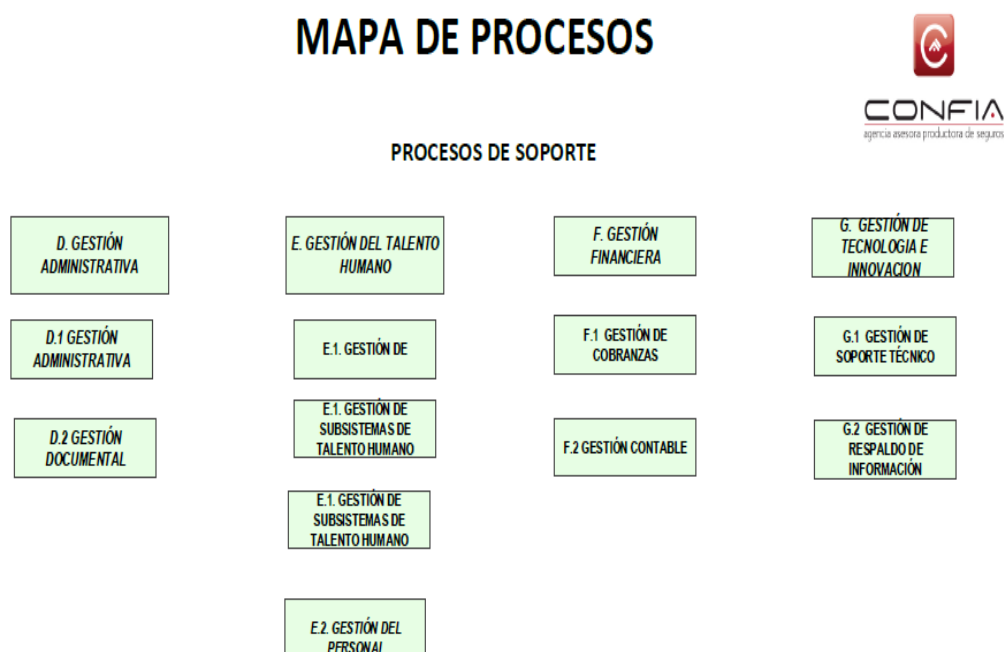 MAPA DE PROCESOS
CONFIA
agencia asesora productora de seguros
PROCESOS DE SOPORTE
D. GESTIÓN
ADMINISTRATIVA
E. GESTIÓN DEL TALENTO
HUMANO
F. GESTIÓN
FINANCIERA
G. GESTIÓN DE
TECNOLOGIA E
INNOVACION
D.1 GESTIÓN
ADMINISTRATIVA
E.1. GESTIÓN DE
F.1 GESTIÓN DE
COBRANZAS
G.1 GESTIÓN DE
SOPORTE TÉCNICO
D.2 GESTIÓN
DOCUMENTAL
E.1. GESTIÓN DE
SUBSISTEMAS DE
TALENTO HUMANO
F.2 GESTIÓN CONTABLE
G.2 GESTIÓN DE
RESPALDO DE
INFORMACIÓN
E.1. GESTIÓN DE
SUBSISTEMAS DE
TALENTO HUMANO
E.2. GESTIÓN DEL
PERSONAL